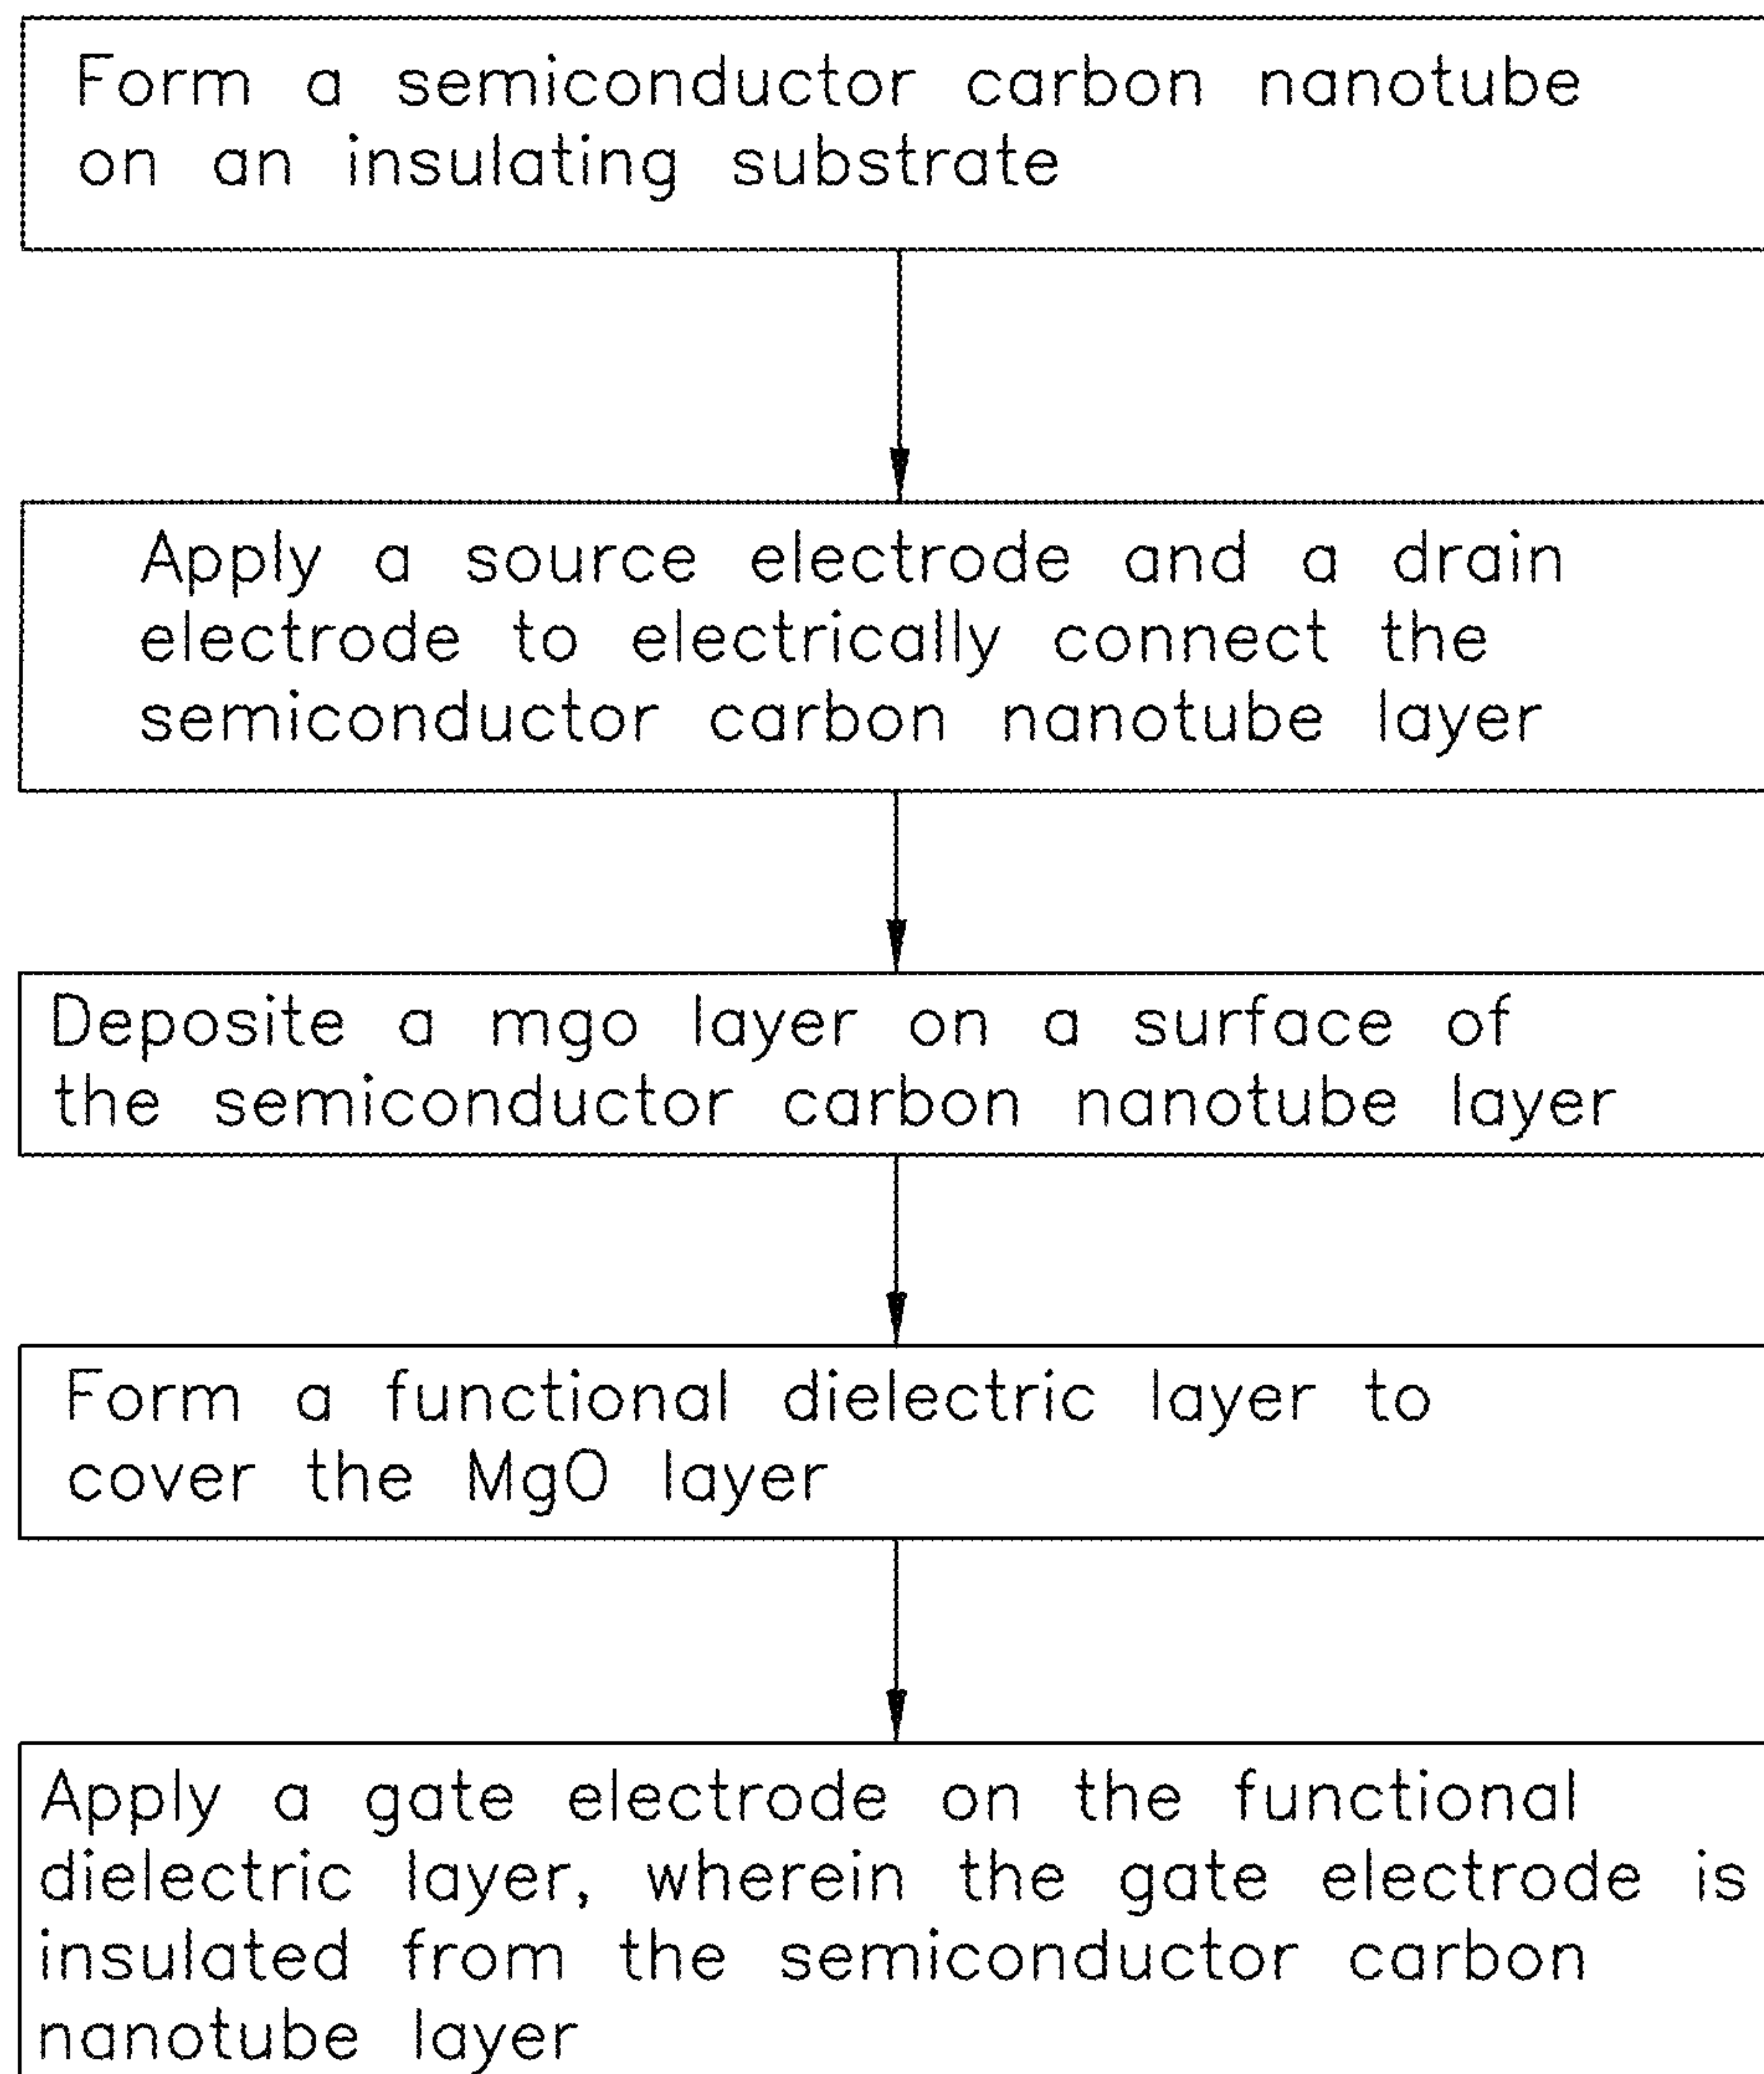 Form a semiconductor carbon nanotube
on an insulating substrate
Apply a source electrode and a drain
electrode to electrically connect the
semiconductor carbon nanotube layer
Deposite a mgo layer on a surface of
the semiconductor carbon nanotube layer
Form a functional dielectric layer to
cover the MgO layer
Apply a gate electrode on the functional
dielectric layer, wherein the gate electrode is
insulated from the semiconductor carbon
nanotube layer